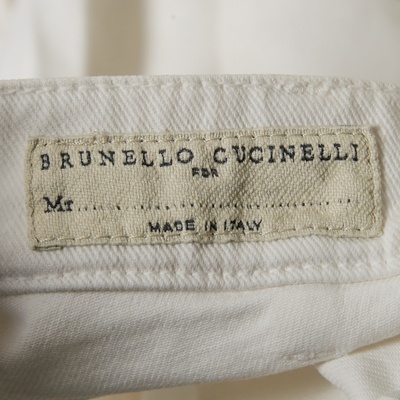 BRUNELLO CUCINELLI
FOR
Mr.......................................
MADE IN ITALY